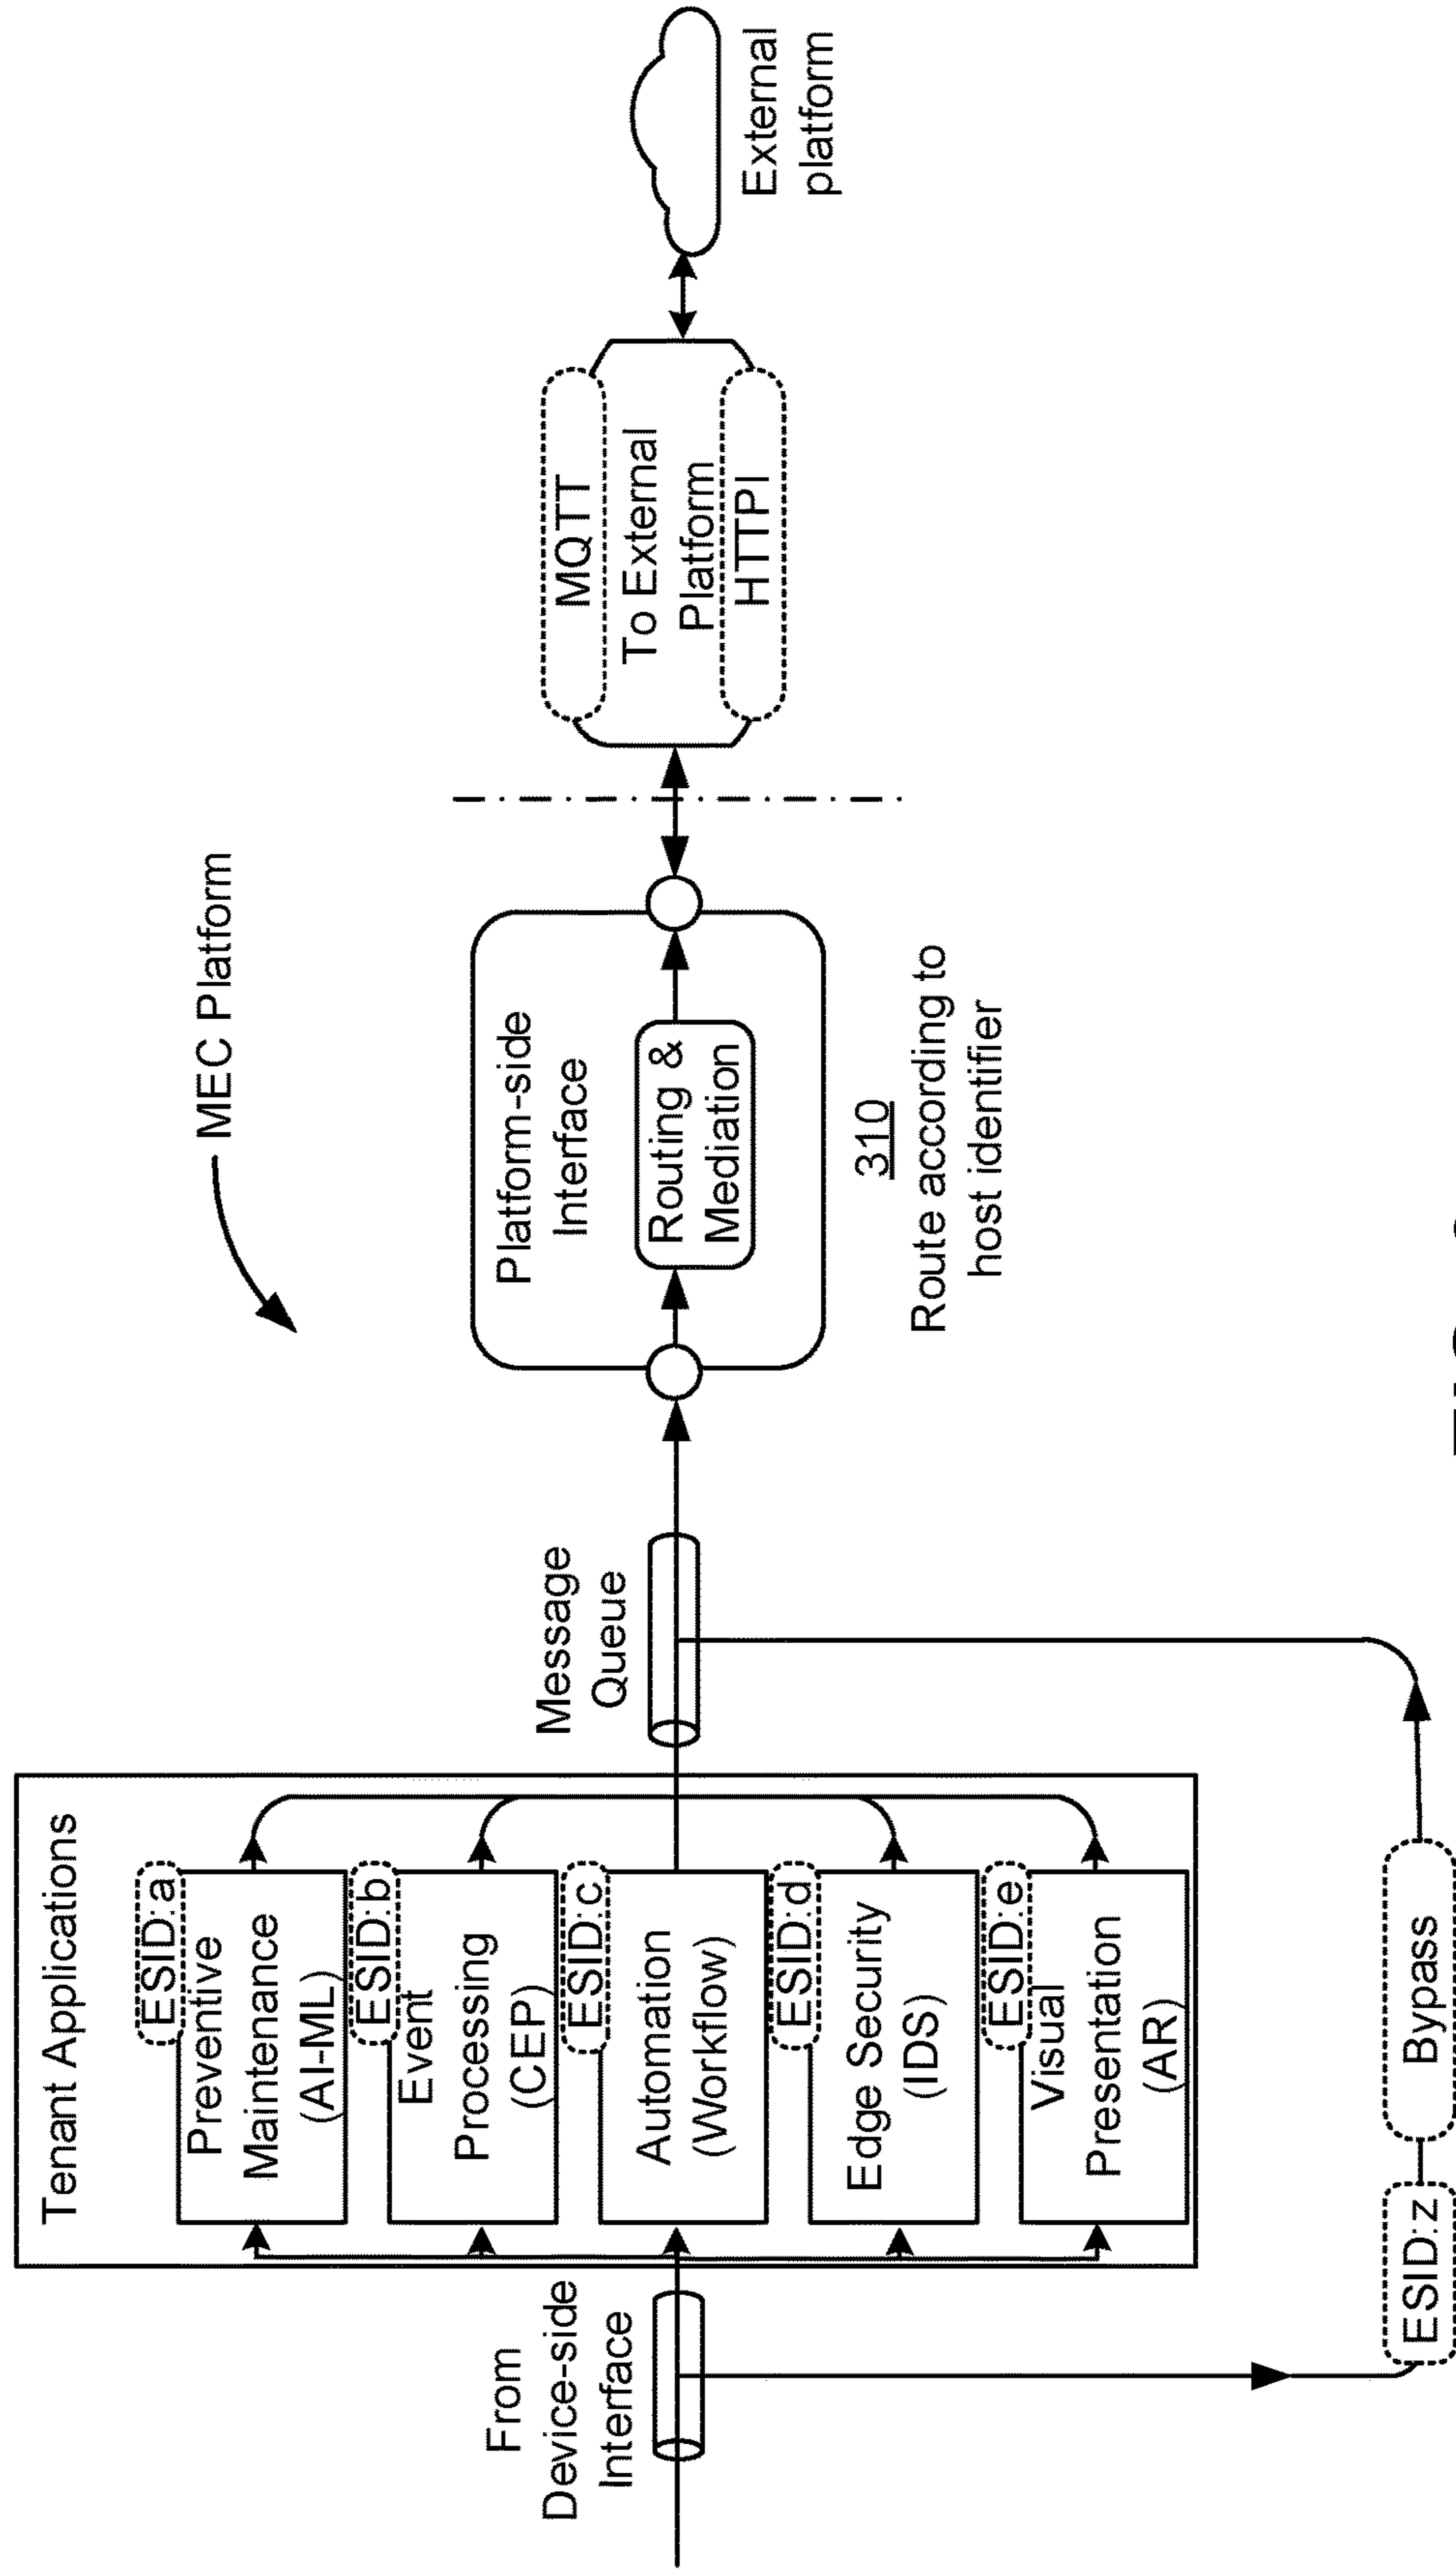 MEC Platform
Tenant Applications
ESID:a
Preventive
Maintenance
(AI-ML)
ESID:b
Event
Processing
(CEP)
ESID:c
Automation
(Workflow)
ESID:d
Edge Security
(IDS)
ESID:e
Visual
Presentation
(AR)
From
Device-side
Interface
ESID:z
Bypass
Message
Queue
Platform-side
Interface
Routing &
Mediation
310
Route according to
host identifier
MQTT
To External
Platform
HTTPI
External
platform